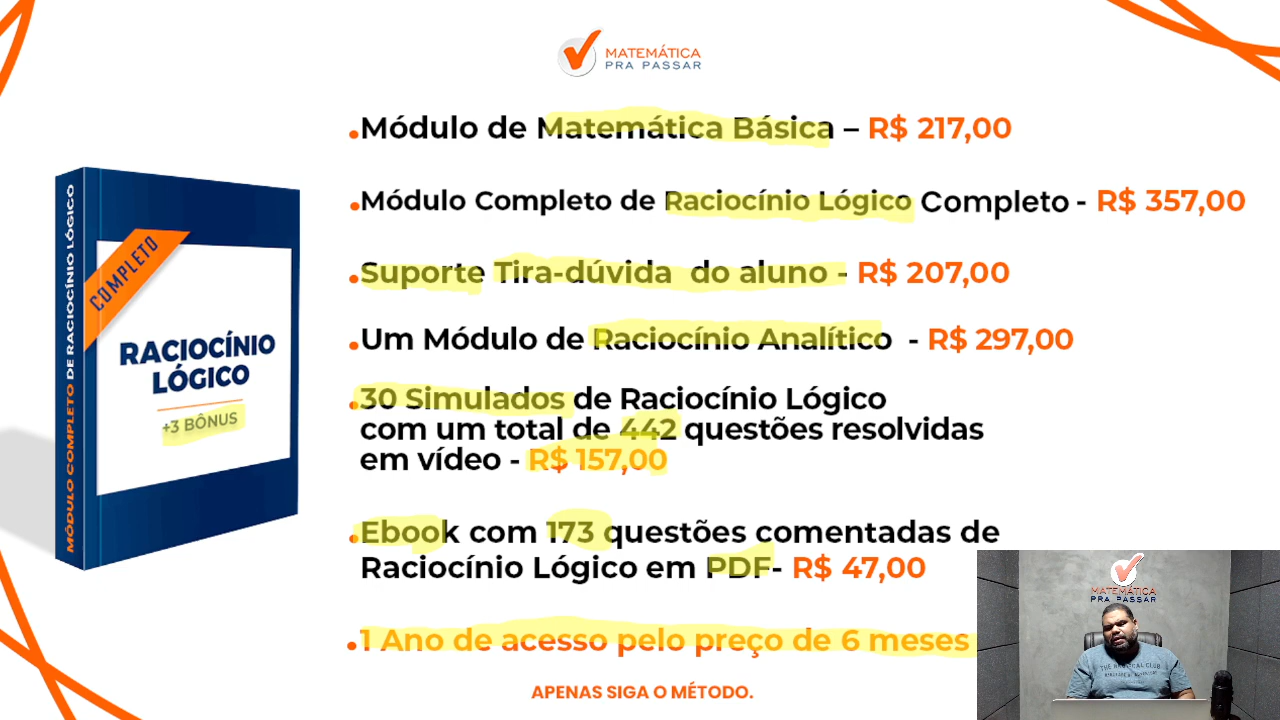 MATEMÁTICA
PRA PASSAR
•Módulo de Matemática Básica – R$ 217,00
•Módulo Completo de Raciocínio Lógico Completo - R$ 357,00
•Suporte Tira-dúvida do aluno - R$ 207,00
•Um Módulo de Raciocínio Analítico - R$ 297,00
•30 Simulados de Raciocínio Lógico
com um total de 442 questões resolvidas
em vídeo - R$ 157,00
•Ebook com 173 questões comentadas de
Raciocínio Lógico em PDF- R$ 47,00
•1 Ano de acesso pelo preço de 6 meses
APENAS SIGA O MÉTODO.
MÓDULO COMPLETO DE RACIOCÍNIO LÓGICO
COMPLETO
RACIOCÍNIO
LÓGICO
+3 BÔNUS
MATEMÁTICA
PRA PASSAR